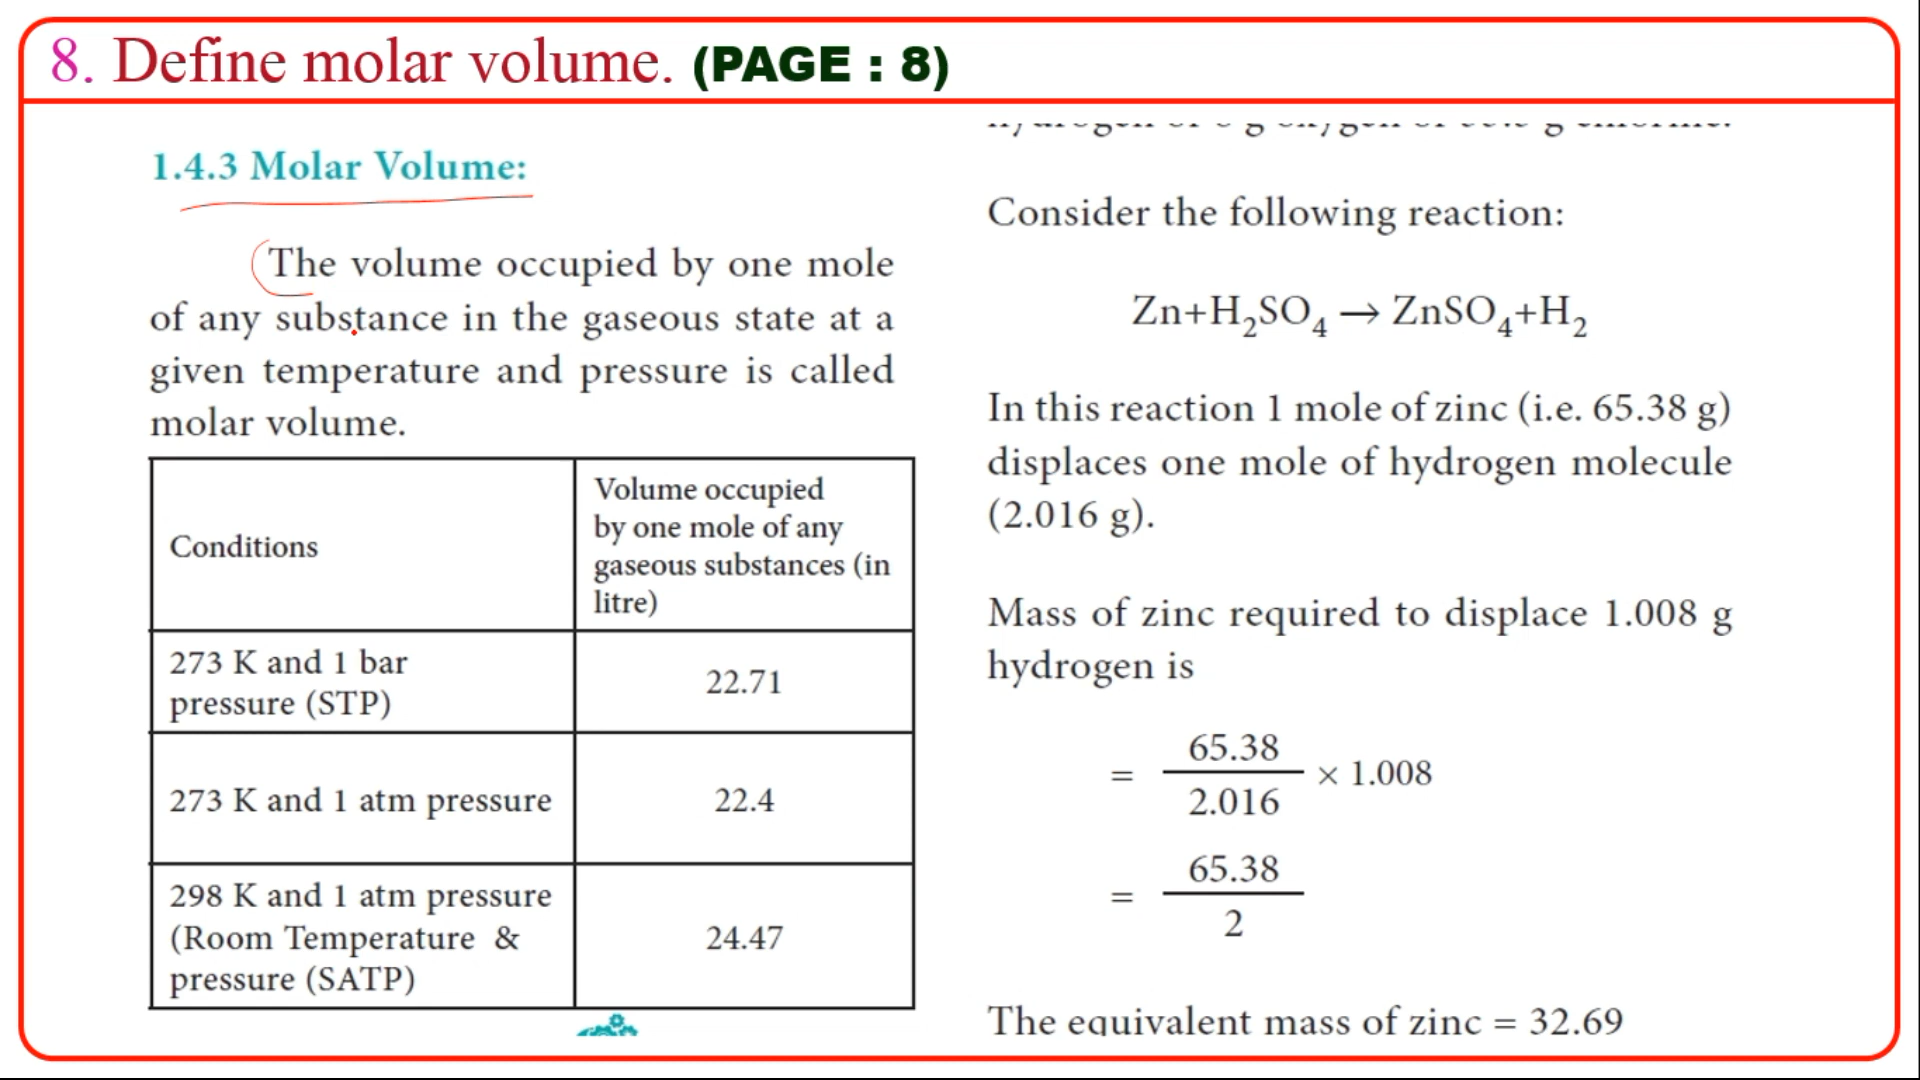 8. Define molar volume. (PAGE : 8)
1.4.3 Molar Volume:
The volume occupied by one mole
of any substance in the gaseous state at a
given temperature and pressure is called
molar volume.
Conditions
Volume occupied
by one mole of any
gaseous substances (in
litre)
273 K and 1 bar
pressure (STP)
22.71
273 K and 1 atm pressure
22.4
298 K and 1 atm pressure
(Room Temperature &
pressure (SATP)
24.47
Consider the following reaction:
Zn+H₂SO₄ → ZnSO₄+H₂
In this reaction 1 mole of zinc (i.e. 65.38 g)
displaces one mole of hydrogen molecule
(2.016 g).
Mass of zinc required to displace 1.008 g
hydrogen is
= 65.38 / 2.016 × 1.008
= 65.38 / 2
The equivalent mass of zinc = 32.69